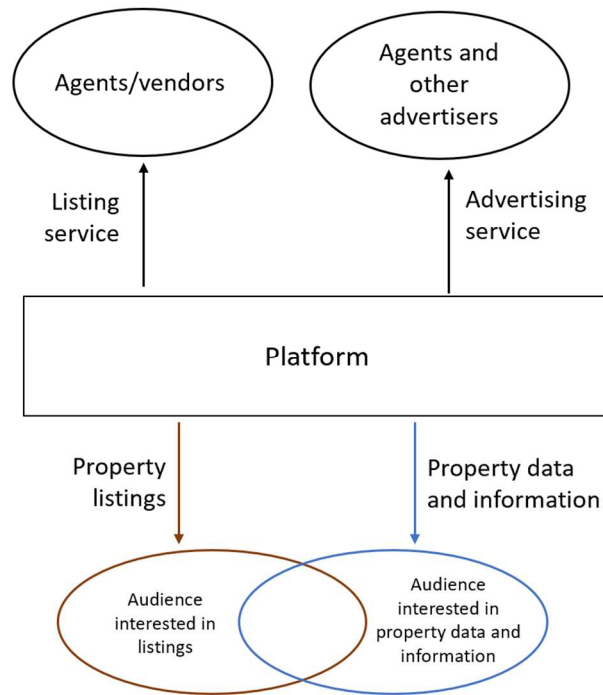 Agents/vendors
Agents and
other
advertisers
Listing
service
Advertising
service
Platform
Property
listings
Property data
and information
Audience
interested in
listings
Audience
interested in
property data and
information